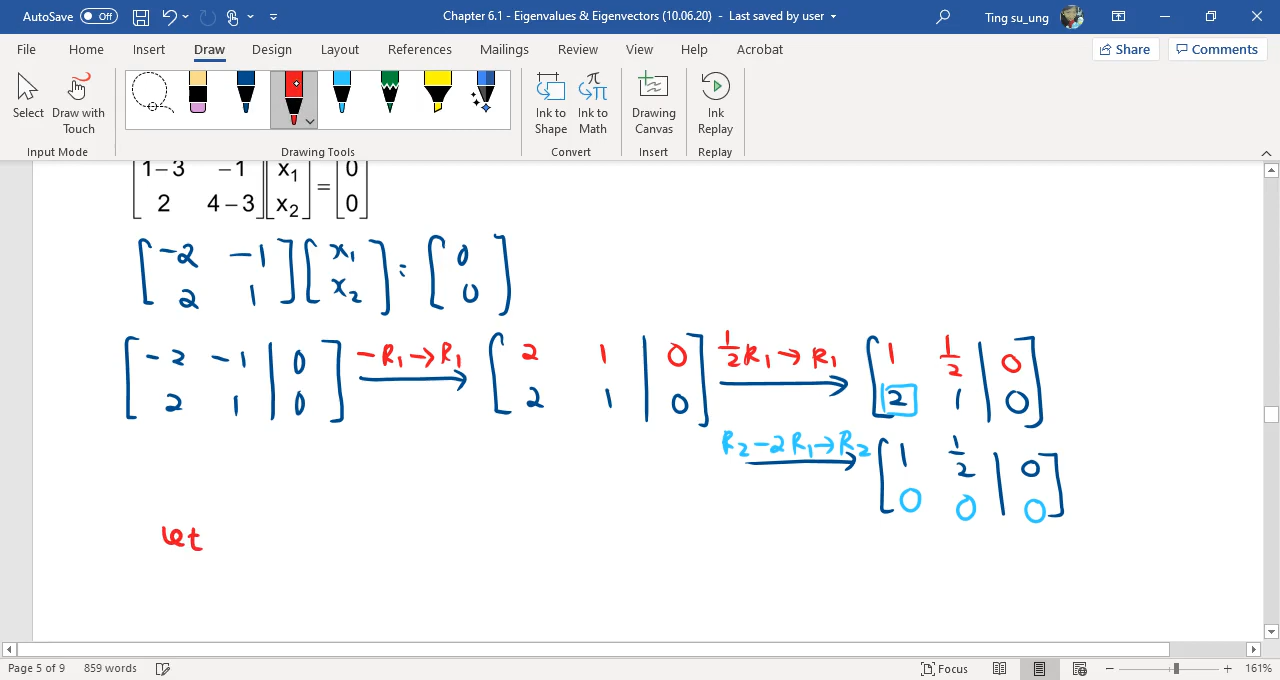 AutoSave Off Chapter 6.1 - Eigenvalues & Eigenvectors (10.06.20) - Last saved by user Ting su_ung
File Home Insert Draw Design Layout References Mailings Review View Help Acrobat Share Comments
Select Draw with Touch Ink to Shape Ink to Math Drawing Canvas Ink Replay
Input Mode Drawing Tools Convert Insert Replay
[1-3 -1; 2 4-3][x₁; x₂] = [0; 0]
[-2 -1; 2 1][x₁; x₂] = [0; 0]
[-2 -1 | 0; 2 1 | 0] -R₁→R₁ [2 1 | 0; 2 1 | 0] 1/2 R₁→R₁ [1 1/2 | 0; 2 1 | 0]
R₂-2R₁→R₂ [1 1/2 | 0; 0 0 | 0]
let
Page 5 of 9 859 words Focus 161%